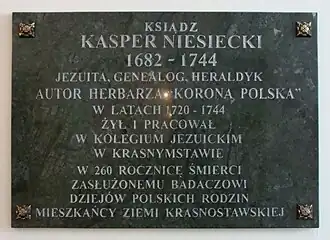 KSIĄDZ
KASPER NIESIECKI
1682 - 1744
JEZUITA, GENEALOG, HERALDYK
AUTOR HERBARZA "KORONA POLSKA"
W LATACH 1720 - 1744
ŻYŁ I PRACOWAŁ
W KOLEGIUM JEZUICKIM
W KRASNYMSTAWIE
W 260 ROCZNICĘ ŚMIERCI
ZASŁUŻONEMU BADACZOWI
DZIEJÓW POLSKICH RODZIN
MIESZKAŃCY ZIEMI KRASNOSTAWSKIEJ